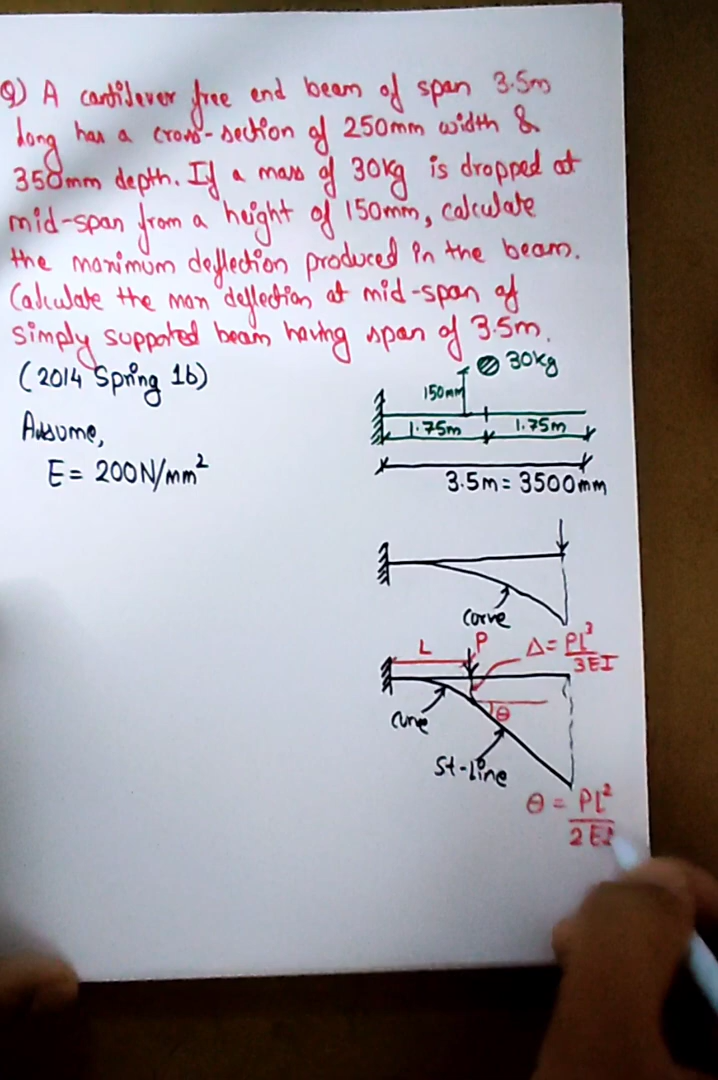 Q) A cantilever free end beam of span 3.5m
long has a cross-section of 250mm width &
350mm depth. If a mass of 30kg is dropped at
mid-span from a height of 150mm, calculate
the maximum deflection produced in the beam.
Calculate the max deflection at mid-span of
simply supported beam having span of 3.5m.
(2014 Spring 1b)
30kg
150mm
Assume,
1.75m 1.75m
E = 200N/mm²
3.5m = 3500mm
Curve
L P Δ = PL³/3EI
θ
Curve
St-line
θ = PL²/2EI